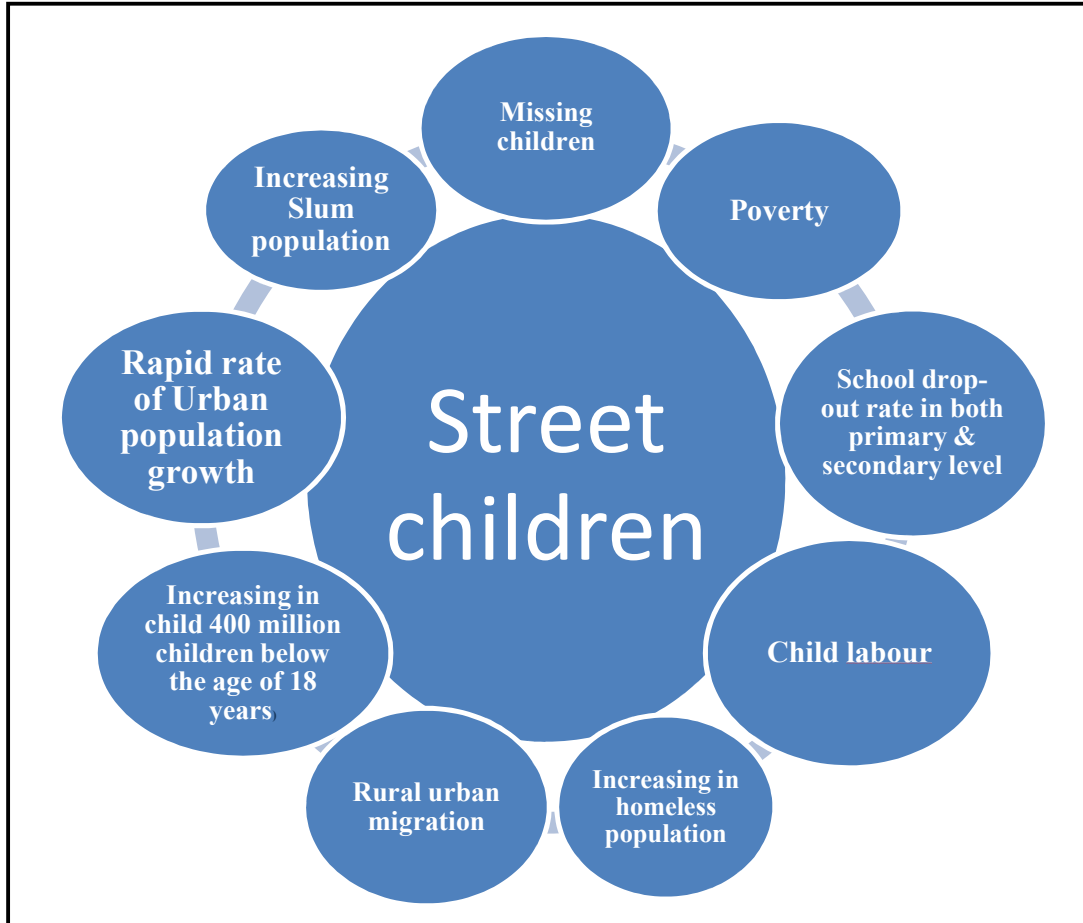 Missing
children
Poverty
School drop-
out rate in both
primary &
secondary level
Child labour
Increasing in
homeless
population
Rural urban
migration
Increasing in
child 400 million
children below
the age of 18
years)
Rapid rate
of Urban
population
growth
Increasing
Slum
population
Street
children